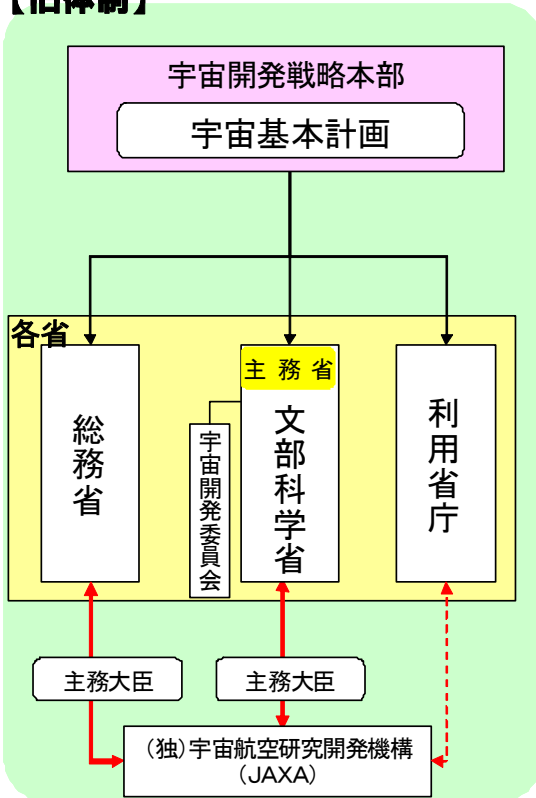 【旧体制】
宇宙開発戦略本部
宇宙基本計画
各省
総務省
主務省
文部科学省
宇宙開発委員会
利用省庁
主務大臣
主務大臣
(独)宇宙航空研究開発機構
(JAXA)